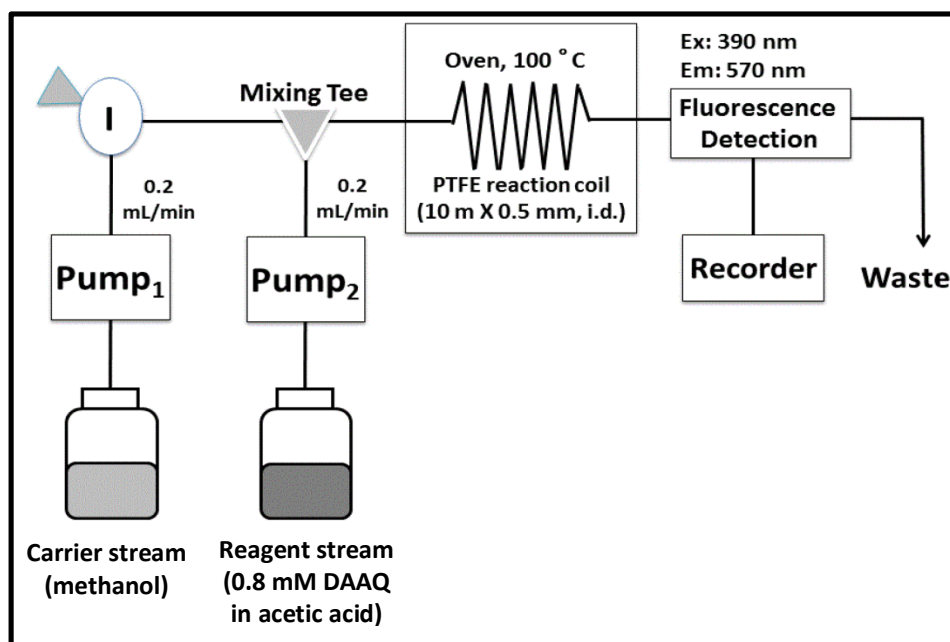 Ex: 390 nm
Em: 570 nm
Oven, 100 °C
Mixing Tee
I
Fluorescence
Detection
PTFE reaction coil
(10 m X 0.5 mm, i.d.)
0.2
mL/min
0.2
mL/min
Pump₁
Pump₂
Recorder
Waste
Carrier stream
(methanol)
Reagent stream
(0.8 mM DAAQ
in acetic acid)